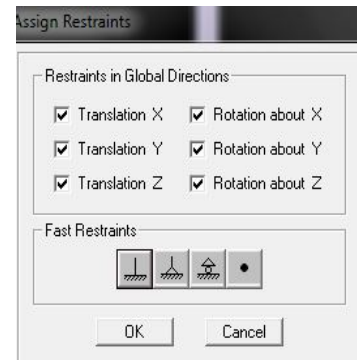 Assign Restraints
Restraints in Global Directions
Translation X Rotation about X
Translation Y Rotation about Y
Translation Z Rotation about Z
Fast Restraints
OK Cancel